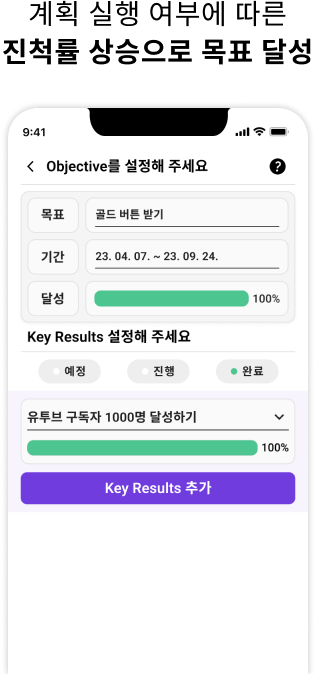 계획 실행 여부에 따른
진척률 상승으로 목표 달성
9:41
Objective를 설정해 주세요
?
목표 골드 버튼 받기
기간 23. 04. 07. ~ 23. 09. 24.
달성 100%
Key Results 설정해 주세요
예정 진행 완료
유투브 구독자 1000명 달성하기
100%
Key Results 추가